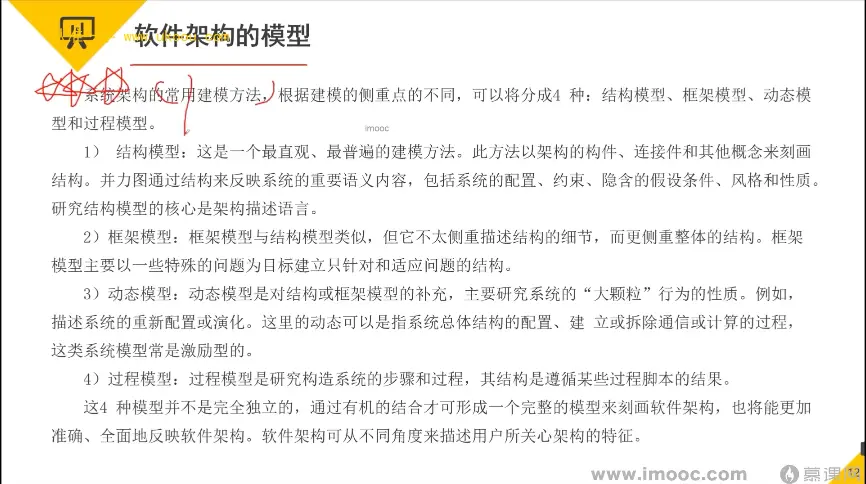 软件架构的模型
系统架构的常用建模方法，根据建模的侧重点的不同，可以将分成4 种：结构模型、框架模型、动态模
型和过程模型。
imooc
1） 结构模型：这是一个最直观、最普遍的建模方法。此方法以架构的构件、连接件和其他概念来刻画
结构。并力图通过结构来反映系统的重要语义内容，包括系统的配置、约束、隐含的假设条件、风格和性质。
研究结构模型的核心是架构描述语言。
2）框架模型：框架模型与结构模型类似，但它不太侧重描述结构的细节，而更侧重整体的结构。框架
模型主要以一些特殊的问题为目标建立只针对和适应问题的结构。
3）动态模型：动态模型是对结构或框架模型的补充，主要研究系统的“大颗粒”行为的性质。例如，
描述系统的重新配置或演化。这里的动态可以是指系统总体结构的配置、建 立或拆除通信或计算的过程，
这类系统模型常是激励型的。
4）过程模型：过程模型是研究构造系统的步骤和过程，其结构是遵循某些过程脚本的结果。
这4 种模型并不是完全独立的，通过有机的结合才可形成一个完整的模型来刻画软件架构，也将能更加
准确、全面地反映软件架构。软件架构可从不同角度来描述用户所关心架构的特征。
www.imooc.com 慕课
12